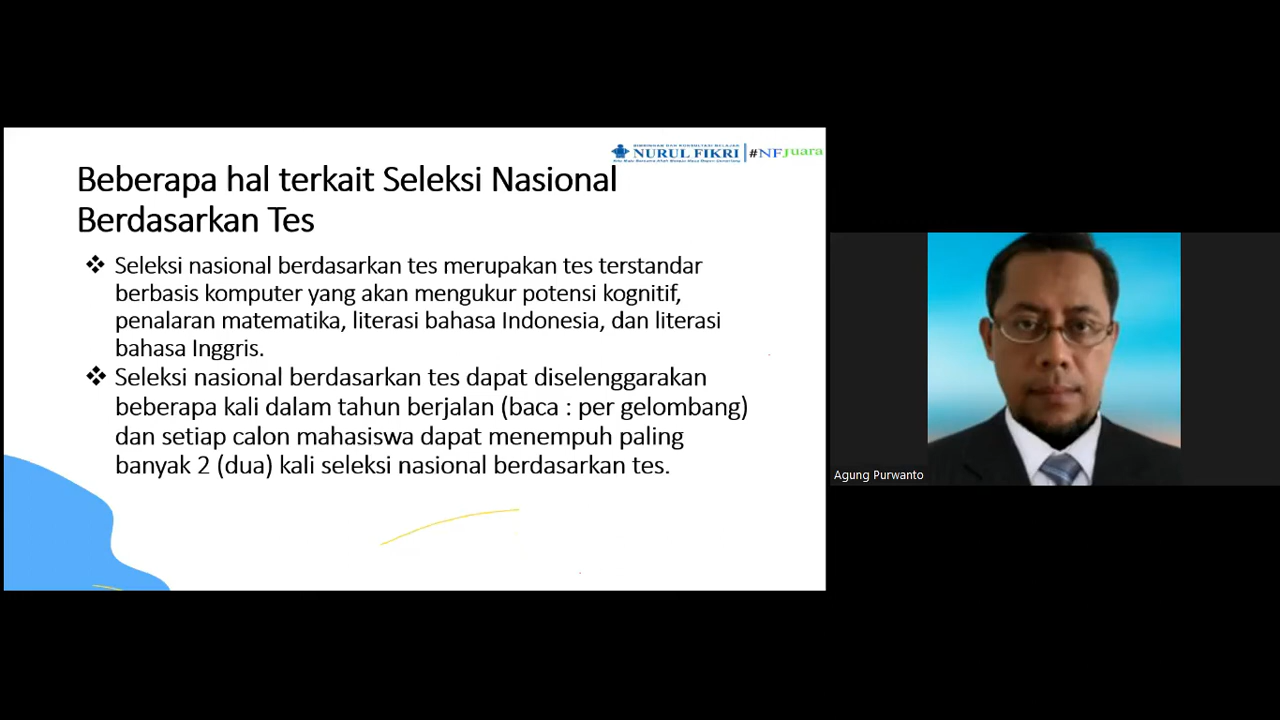 NURUL FIKRI #NFJuara
Beberapa hal terkait Seleksi Nasional
Berdasarkan Tes
❖ Seleksi nasional berdasarkan tes merupakan tes terstandar
berbasis komputer yang akan mengukur potensi kognitif,
penalaran matematika, literasi bahasa Indonesia, dan literasi
bahasa Inggris.
❖ Seleksi nasional berdasarkan tes dapat diselenggarakan
beberapa kali dalam tahun berjalan (baca : per gelombang)
dan setiap calon mahasiswa dapat menempuh paling
banyak 2 (dua) kali seleksi nasional berdasarkan tes.
Agung Purwanto